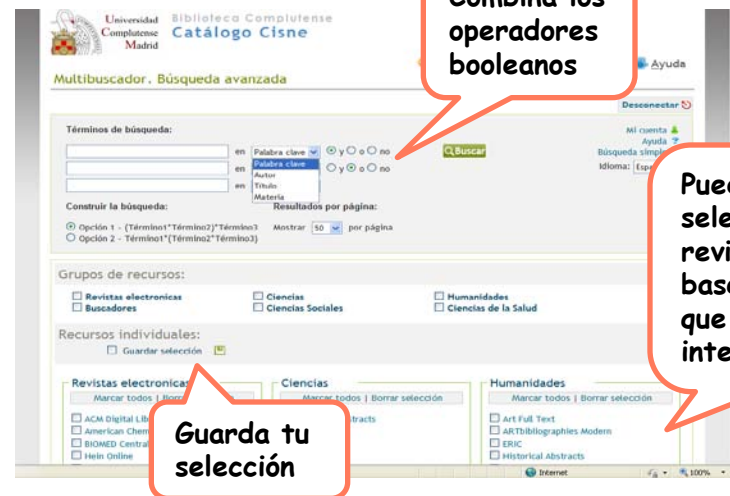 Universidad
Complutense
Madrid
Biblioteca Complutense
Catálogo Cisne
Combina los
operadores
booleanos
Ayuda
Multibuscador. Búsqueda avanzada
Desconectar
Términos de búsqueda:
Mi cuenta
Ayuda ?
Búsqueda simple
Idioma:
en Palabra clave y o no Buscar
en Palabra clave y o no
Autor
en Título
Materia
Construir la búsqueda: Resultados por página:
Opción 1 - (Término1*Término2)*Término3 Mostrar 50 por página
Opción 2 - Término1*(Término2*Término3)
Grupos de recursos:
Revistas electronicas Ciencias Humanidades
Buscadores Ciencias Sociales Ciencias de la Salud
Recursos individuales:
Guardar selección
Revistas electronicas Ciencias Humanidades
Marcar todos | Borrar selección
Marcar todos | Borrar selección
ACM Digital
American
BIOMED Central
Hein Online
Art Full Text
ARTbibliographies Modern
ERIC
Historical Abstracts
Guarda tu
selección
que
Internet 100%